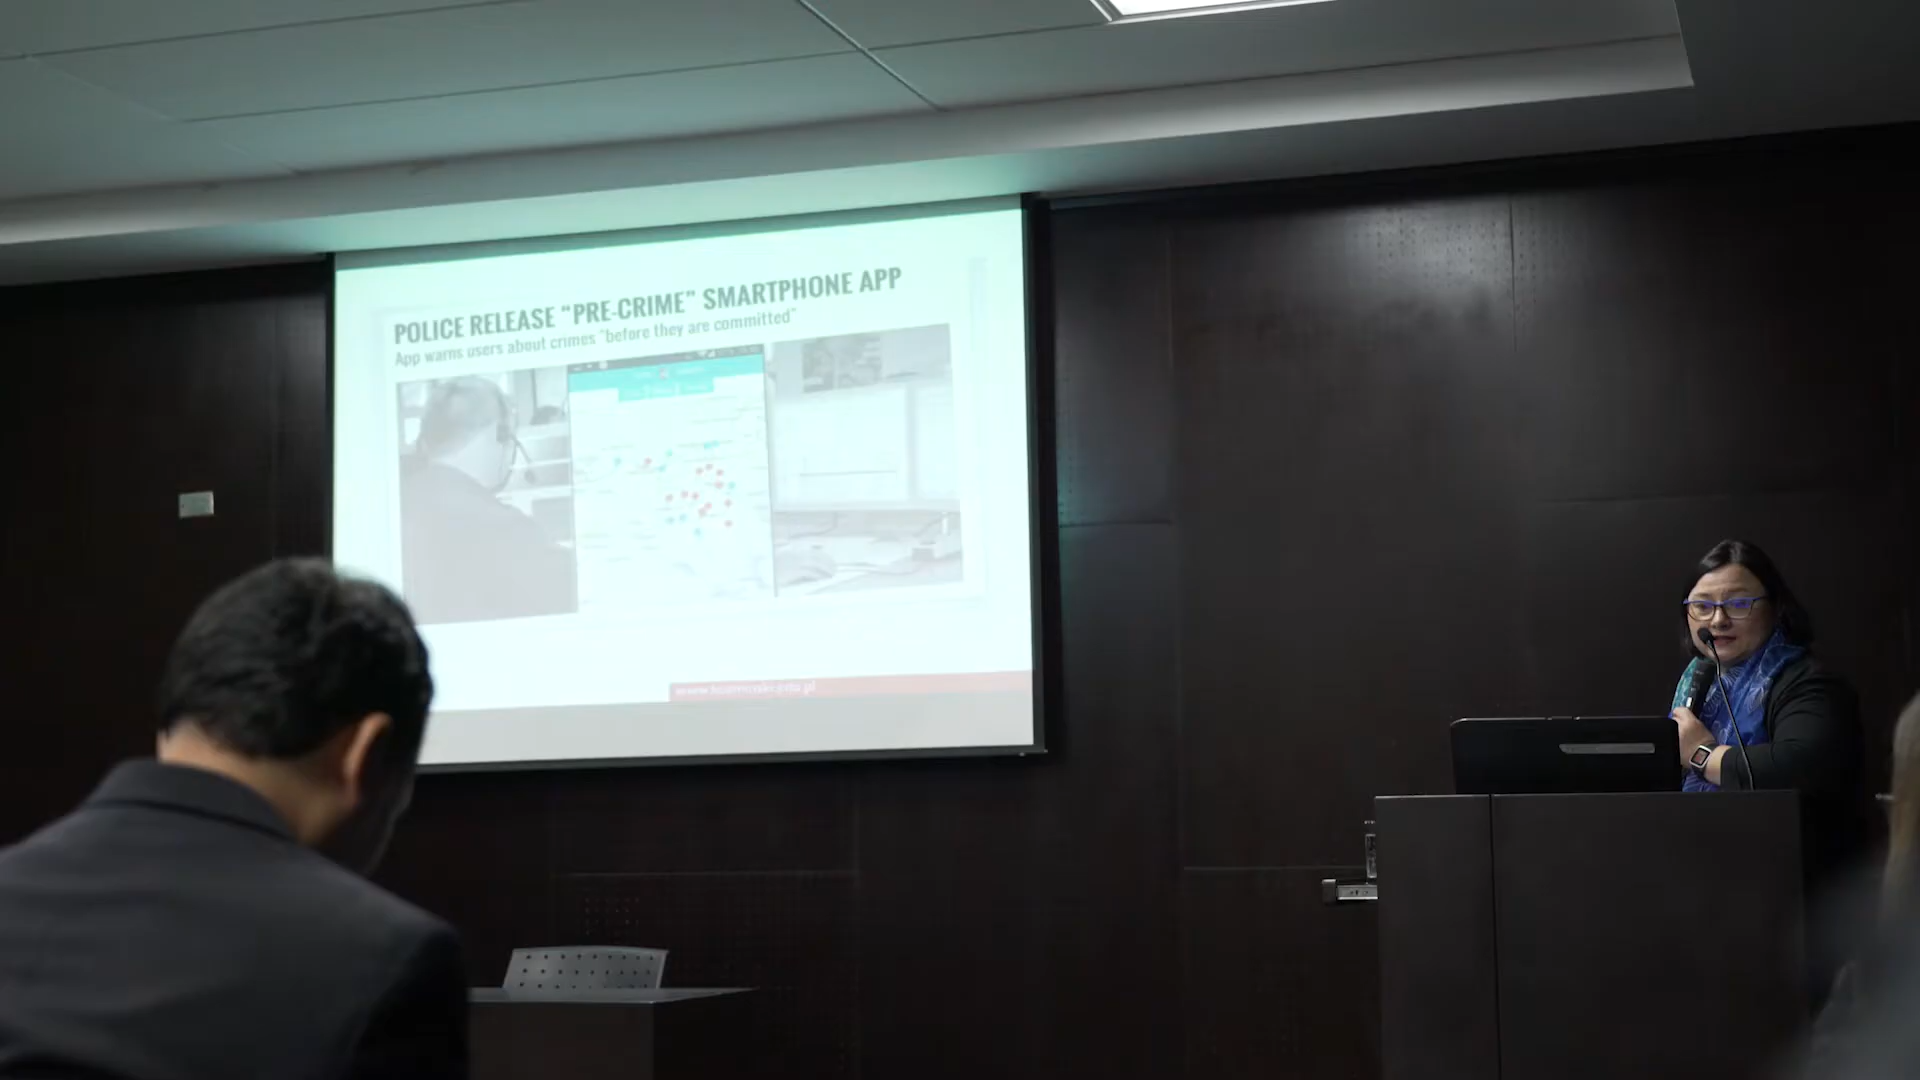 POLICE RELEASE “PRE-CRIME” SMARTPHONE APP
App warns users about crimes "before they are committed"